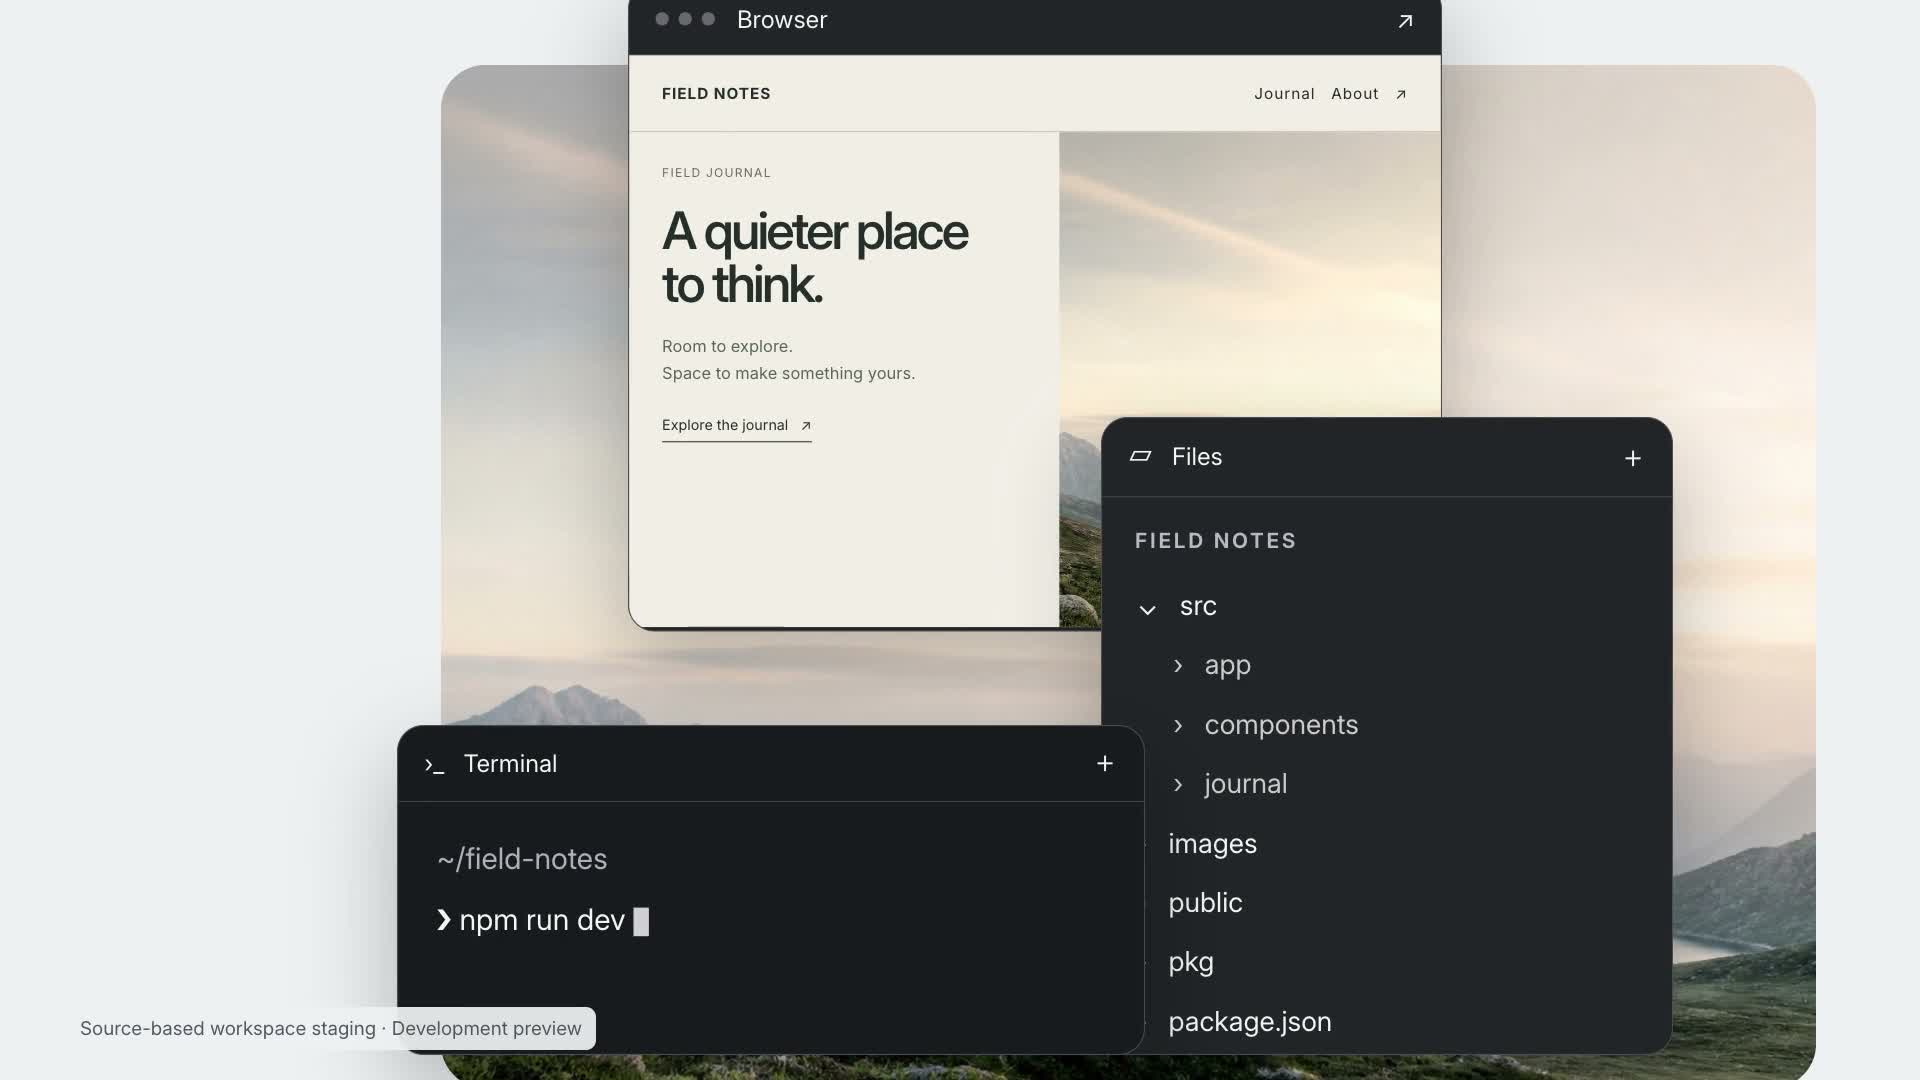 Browser
FIELD NOTES
Journal About
FIELD JOURNAL
A quieter place
to think.
Room to explore.
Space to make something yours.
Explore the journal
Files
FIELD NOTES
src
app
components
journal
images
public
pkg
package.json
Terminal
~/field-notes
❯ npm run dev
Source-based workspace staging · Development preview